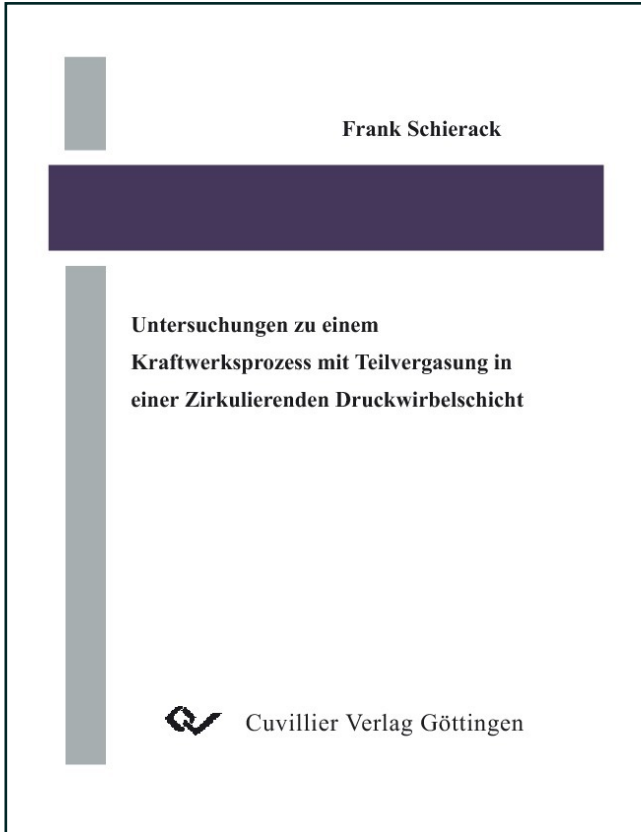 Frank Schierack
Untersuchungen zu einem
Kraftwerksprozess mit Teilvergasung in
einer Zirkulierenden Druckwirbelschicht
Cuvillier Verlag Göttingen